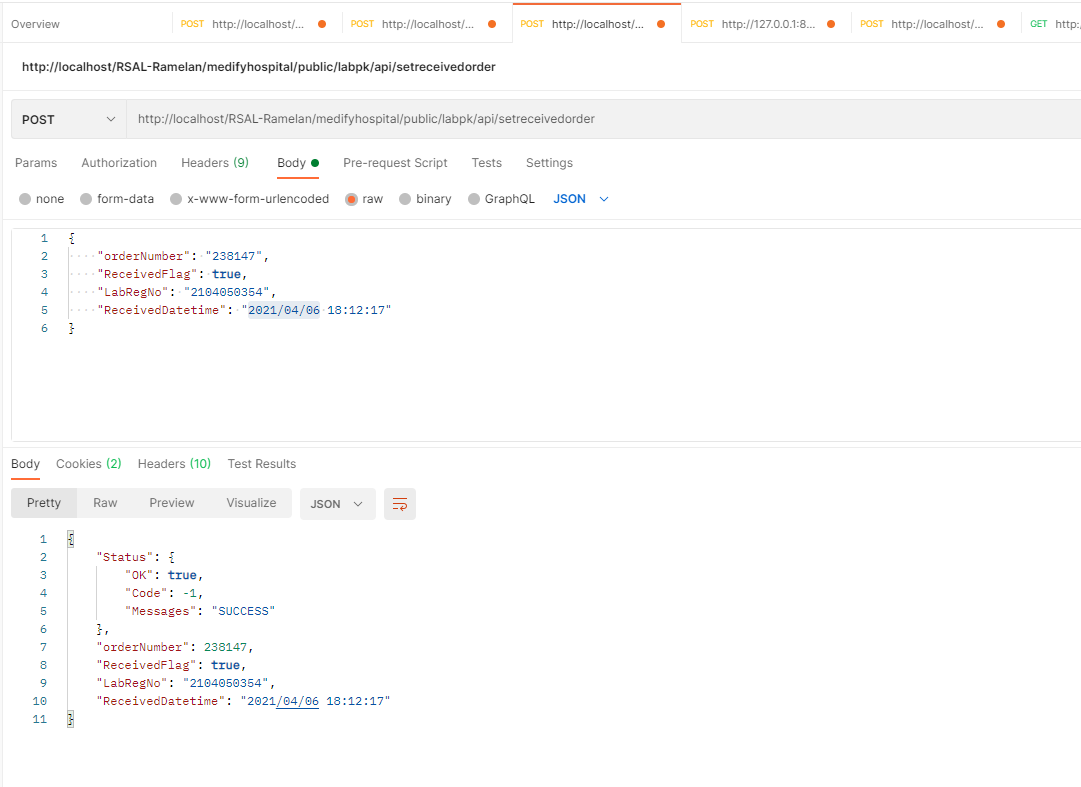 Overview POST http://localhost/... POST http://localhost/... POST http://localhost/... POST http://127.0.0.1:8... POST http://localhost/... GET http:/
http://localhost/RSAL-Ramelan/medifyhospital/public/labpk/api/setreceivedorder
POST http://localhost/RSAL-Ramelan/medifyhospital/public/labpk/api/setreceivedorder
Params Authorization Headers (9) Body Pre-request Script Tests Settings
none form-data x-www-form-urlencoded raw binary GraphQL JSON
1 {
2 "orderNumber": "238147",
3 "ReceivedFlag": true,
4 "LabRegNo": "2104050354",
5 "ReceivedDatetime": "2021/04/06 18:12:17"
6 }
Body Cookies (2) Headers (10) Test Results
Pretty Raw Preview Visualize JSON
1 {
2 "Status": {
3 "OK": true,
4 "Code": -1,
5 "Messages": "SUCCESS"
6 },
7 "orderNumber": 238147,
8 "ReceivedFlag": true,
9 "LabRegNo": "2104050354",
10 "ReceivedDatetime": "2021/04/06 18:12:17"
11 }